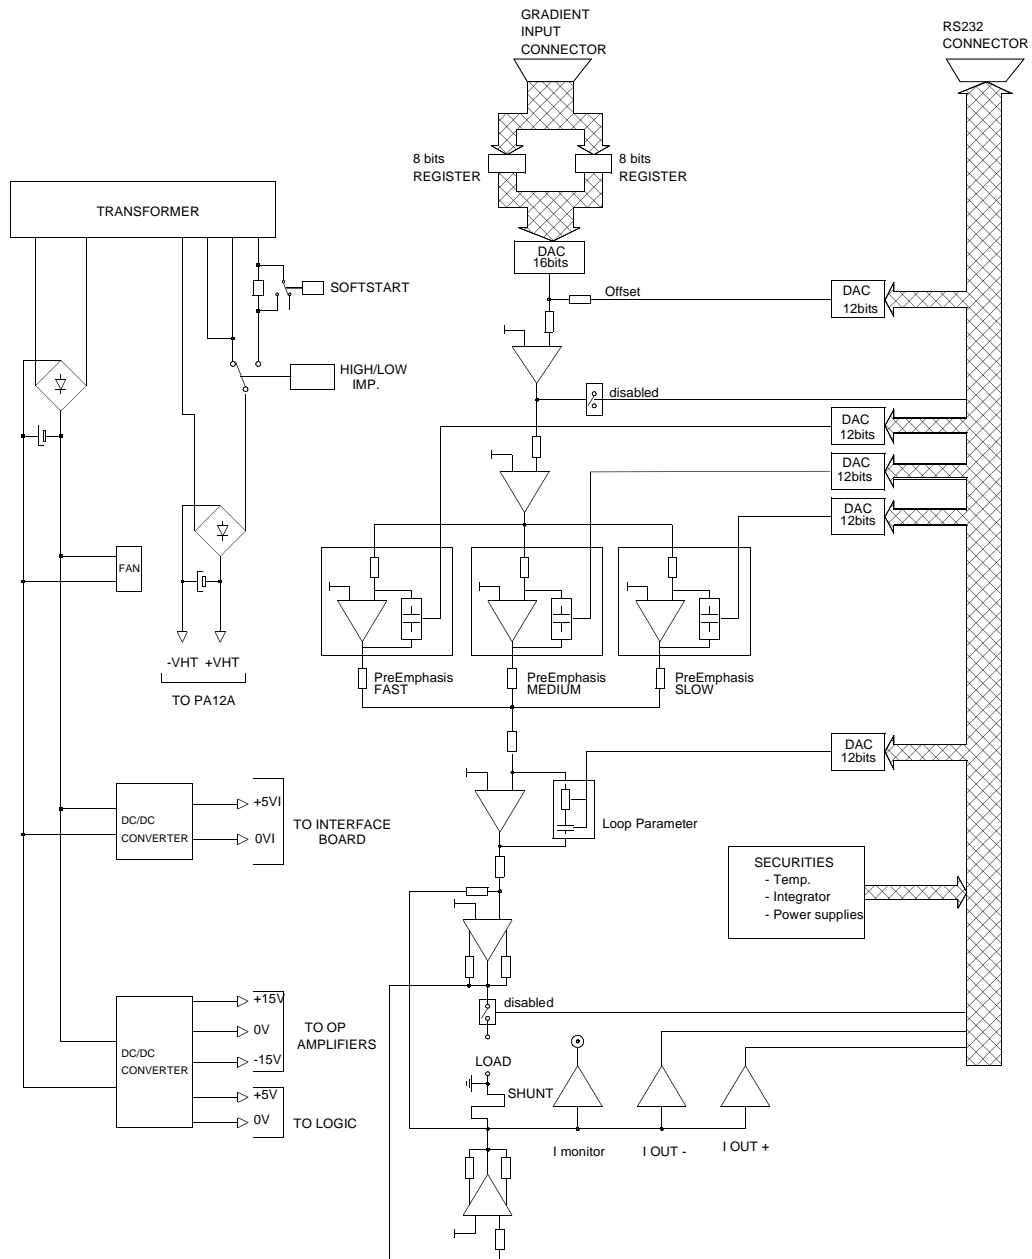 GRADIENT
INPUT
CONNECTOR
RS232
CONNECTOR
8 bits
REGISTER
8 bits
REGISTER
TRANSFORMER
DAC
16bits
SOFTSTART
Offset
DAC
12bits
HIGH/LOW
IMP.
disabled
DAC
12bits
DAC
12bits
DAC
12bits
FAN
-VHT +VHT
TO PA12A
PreEmphasis
FAST
PreEmphasis
MEDIUM
PreEmphasis
SLOW
DAC
12bits
DC/DC
CONVERTER
+5VI
0VI
TO INTERFACE
BOARD
Loop Parameter
SECURITIES
- Temp.
- Integrator
- Power supplies
disabled
DC/DC
CONVERTER
+15V
0V
-15V
TO OP
AMPLIFIERS
+5V
0V
TO LOGIC
LOAD
SHUNT
I monitor
I OUT -
I OUT +